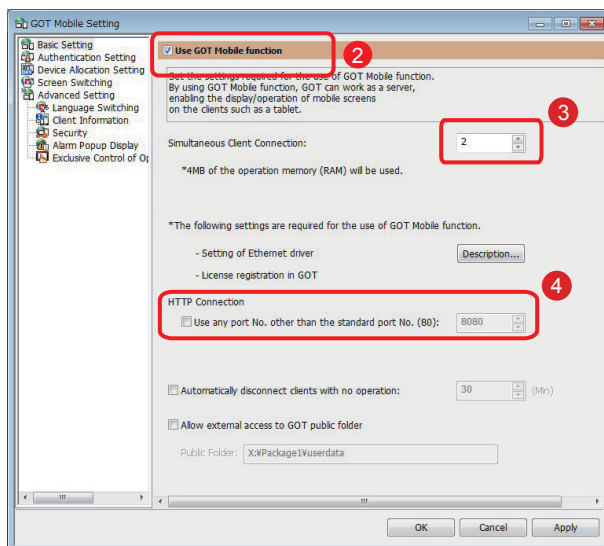 GOT Mobile Setting
Basic Setting
Authentication Setting
Device Allocation Setting
Screen Switching
Advanced Setting
Language Switching
Client Information
Security
Alarm Popup Display
Exclusive Control of
Use GOT Mobile function
2
Set the settings required for the use of GOT Mobile function.
By using GOT Mobile function, GOT can work as a server,
enabling the display/operation of mobile screens
on the clients such as a tablet.
3
Simultaneous Client Connection: 2
*4MB of the operation memory (RAM) will be used.
*The following settings are required for the use of GOT Mobile function.
- Setting of Ethernet driver Description...
- License registration in GOT
4
HTTP Connection
Use any port No. other than the standard port No. (80): 8080
Automatically disconnect clients with no operation: 30 (Min)
Allow external access to GOT public folder
Public Folder: X:¥Package1¥userdata
OK Cancel Apply